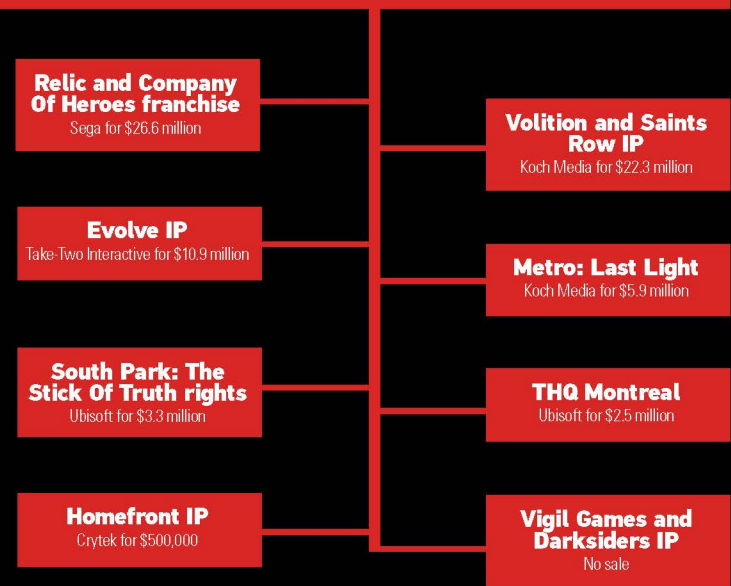 Relic and Company
Of Heroes franchise
Sega for $26.6 million
Volition and Saints
Row IP
Koch Media for $22.3 million
Evolve IP
Take-Two Interactive for $10.9 million
Metro: Last Light
Koch Media for $5.9 million
South Park: The
Stick Of Truth rights
Ubisoft for $3.3 million
THQ Montreal
Ubisoft for $2.5 million
Homefront IP
Crytek for $500,000
Vigil Games and
Darksiders IP
No sale